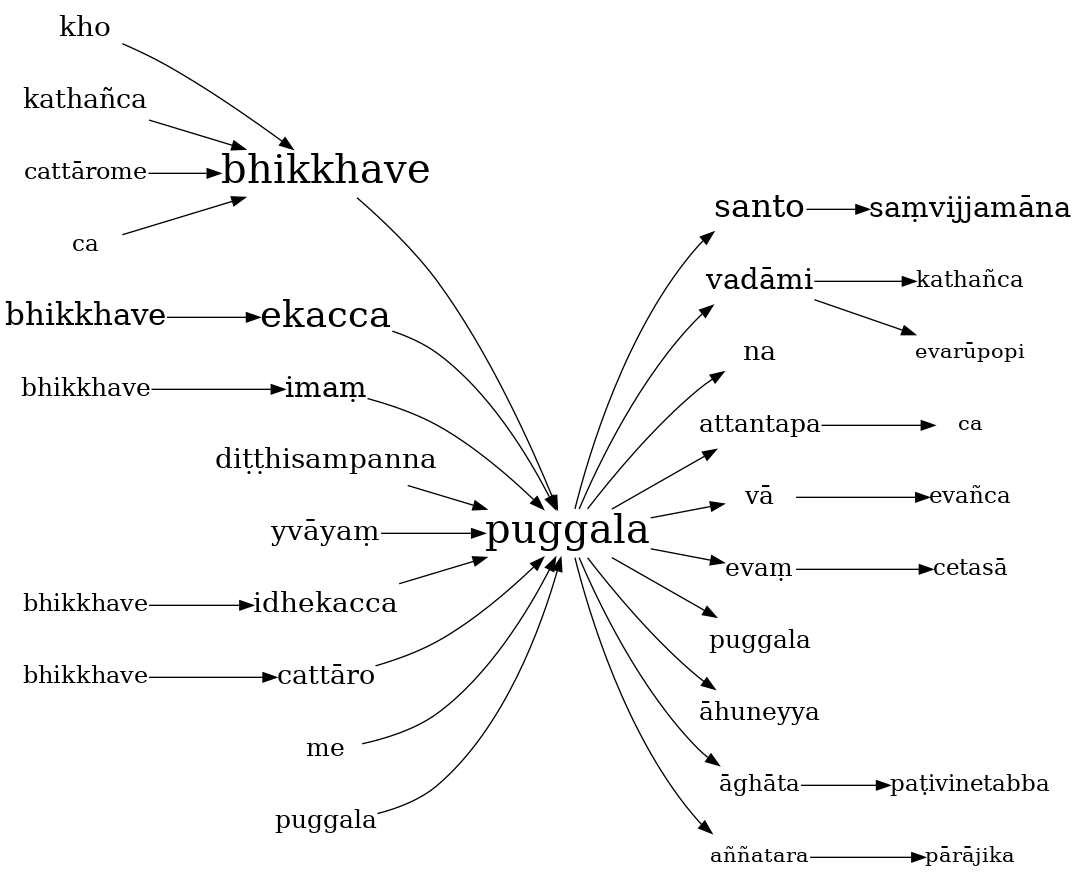 kho
kathañca
bhikkhave
cattārome
ca
santo saṃvijjamāna
vadāmi kathañca
bhikkhave ekacca
na evarūpopi
bhikkhave imaṃ
attantapa ca
diṭṭhisampanna
vā evañca
yvāyaṃ puggala
evaṃ cetasā
bhikkhave idhekacca
puggala
bhikkhave cattāro
āhuneyya
me
āghāta paṭivinetabba
puggala
aññatara pārājika